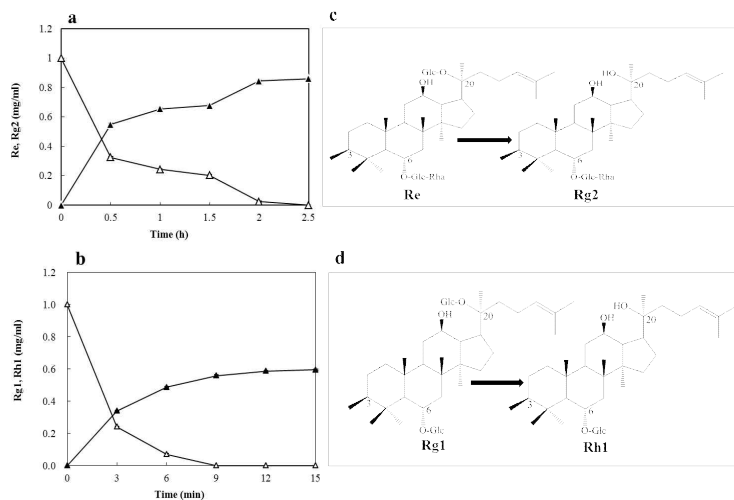 a
Re, Rg2 (mg/ml)
1.2
1
0.8
0.6
0.4
0.2
0
0 0.5 1 1.5 2 2.5
Time (h)
b
Rg1, Rh1 (mg/ml)
1.2
1.0
0.8
0.6
0.4
0.2
0.0
0 3 6 9 12 15
Time (min)
c
Glc-O
OH
20
3
6
O-Glc-Rha
Re
HO
OH
20
3
6
O-Glc-Rha
Rg2
d
Glc-O
OH
20
3
6
O-Glc
Rg1
HO
OH
20
3
6
O-Glc
Rh1